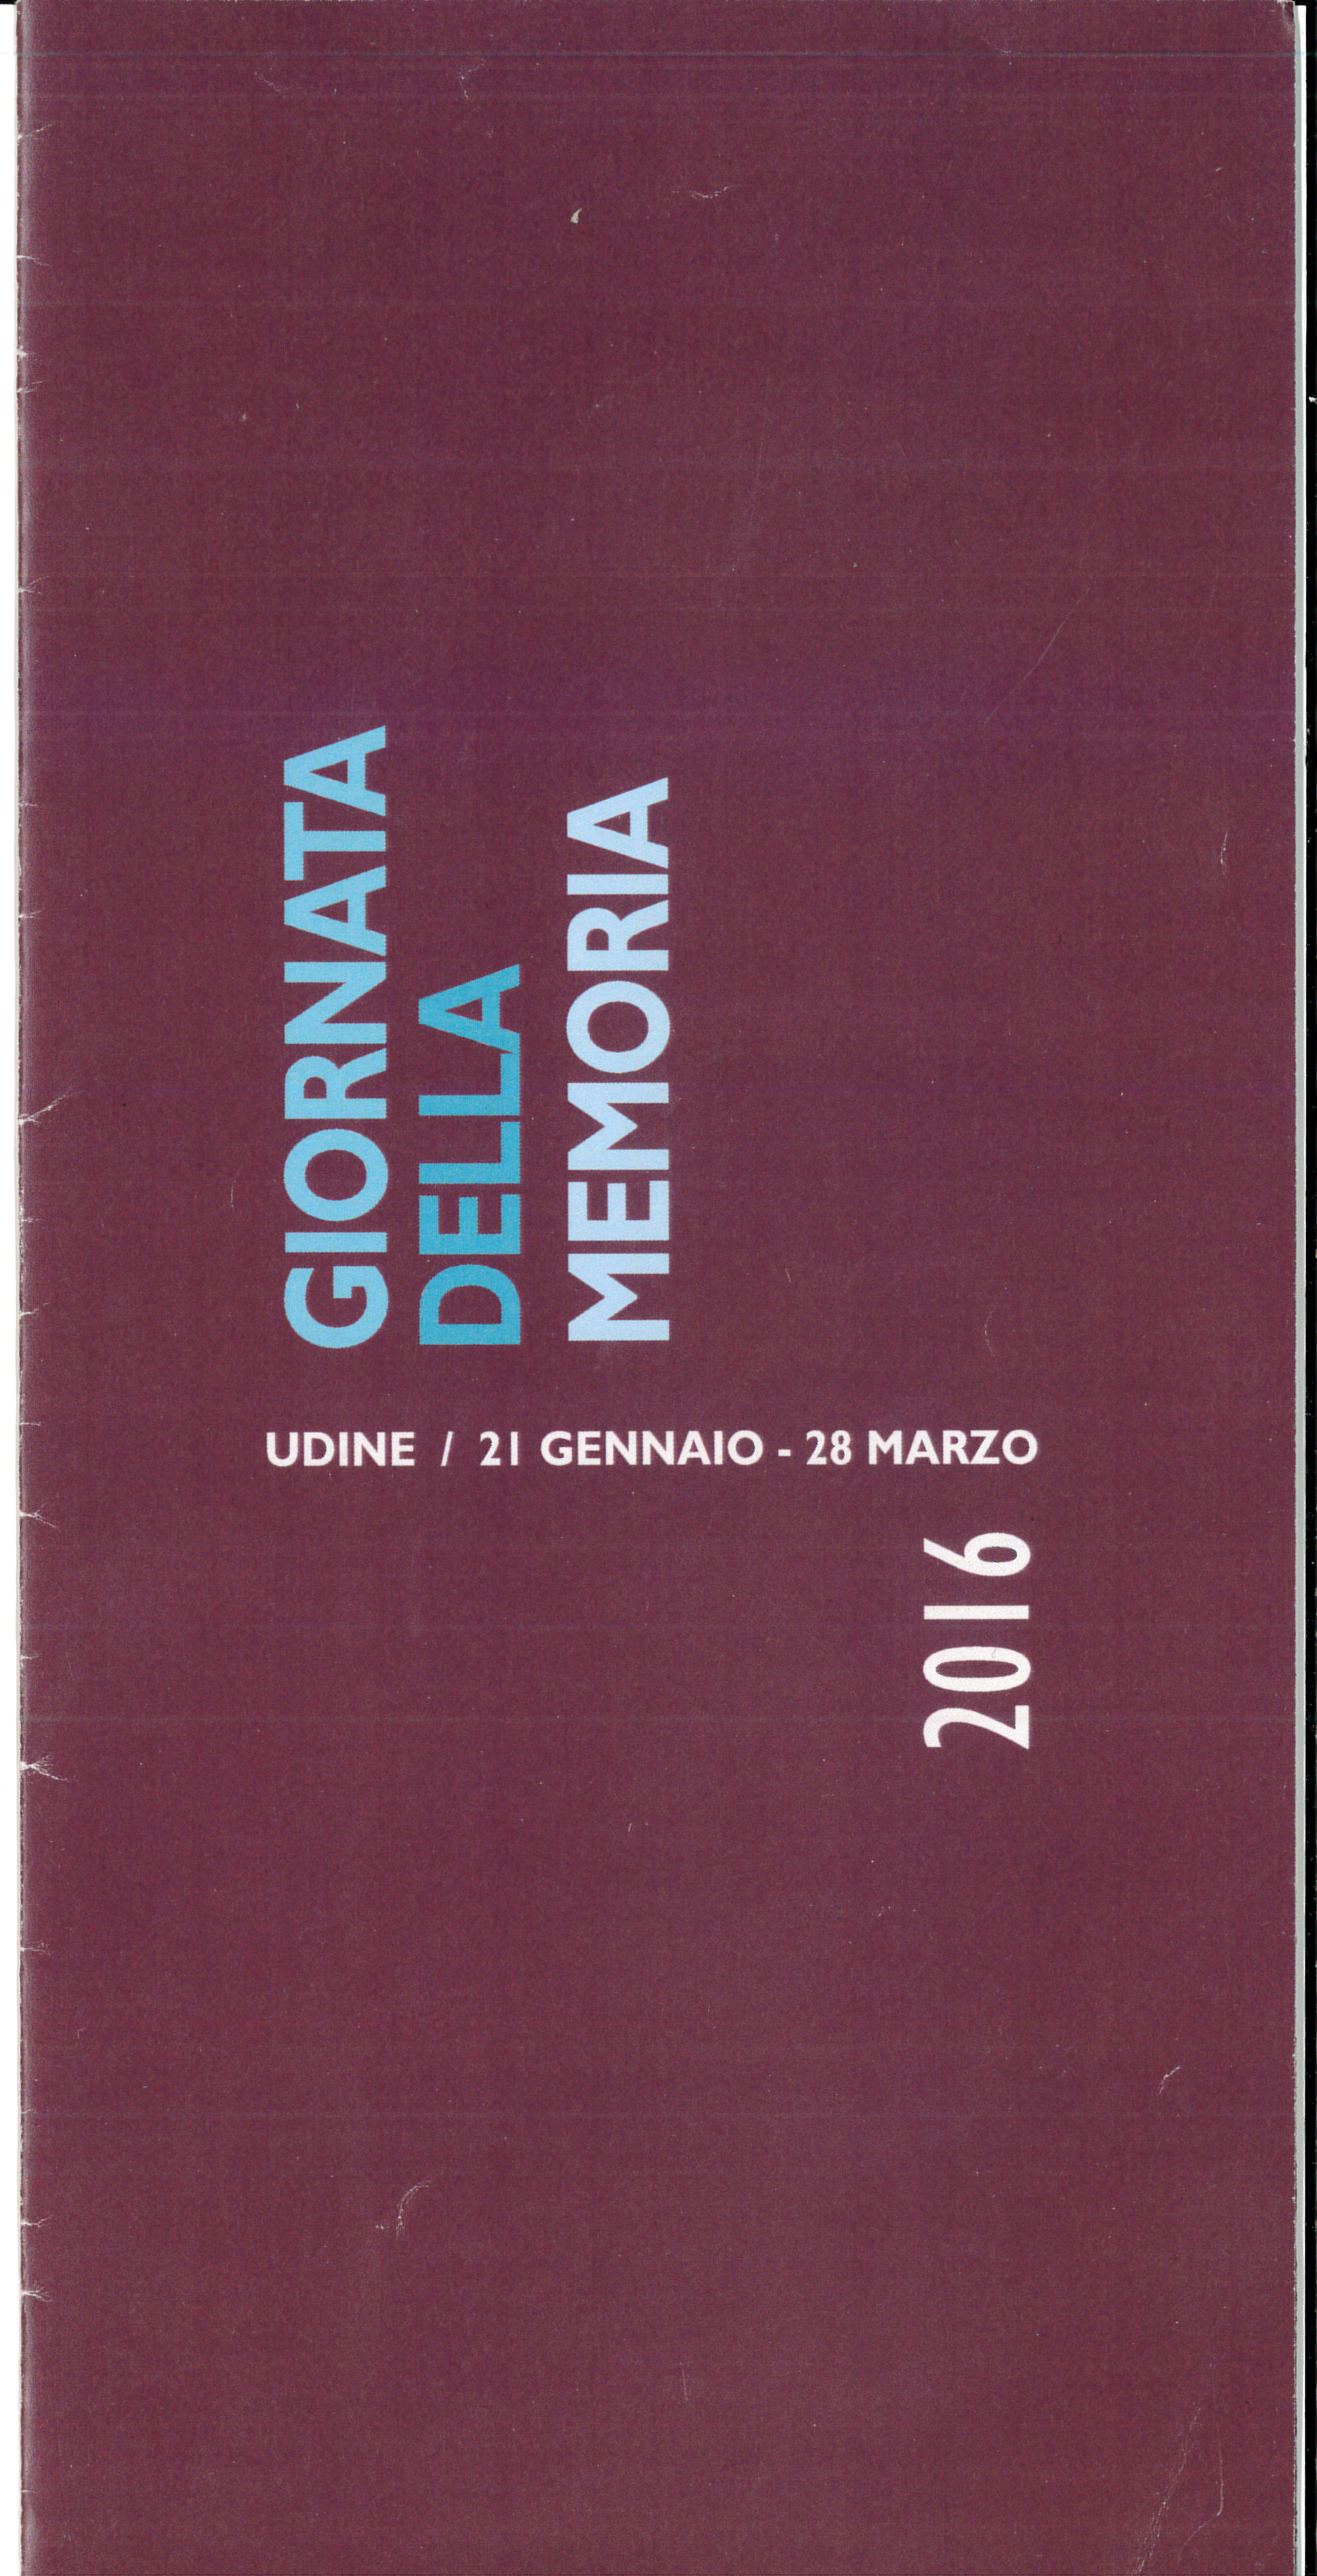 GIORNATA
DELLA
MEMORIA
UDINE / 21 GENNAIO - 28 MARZO
2016